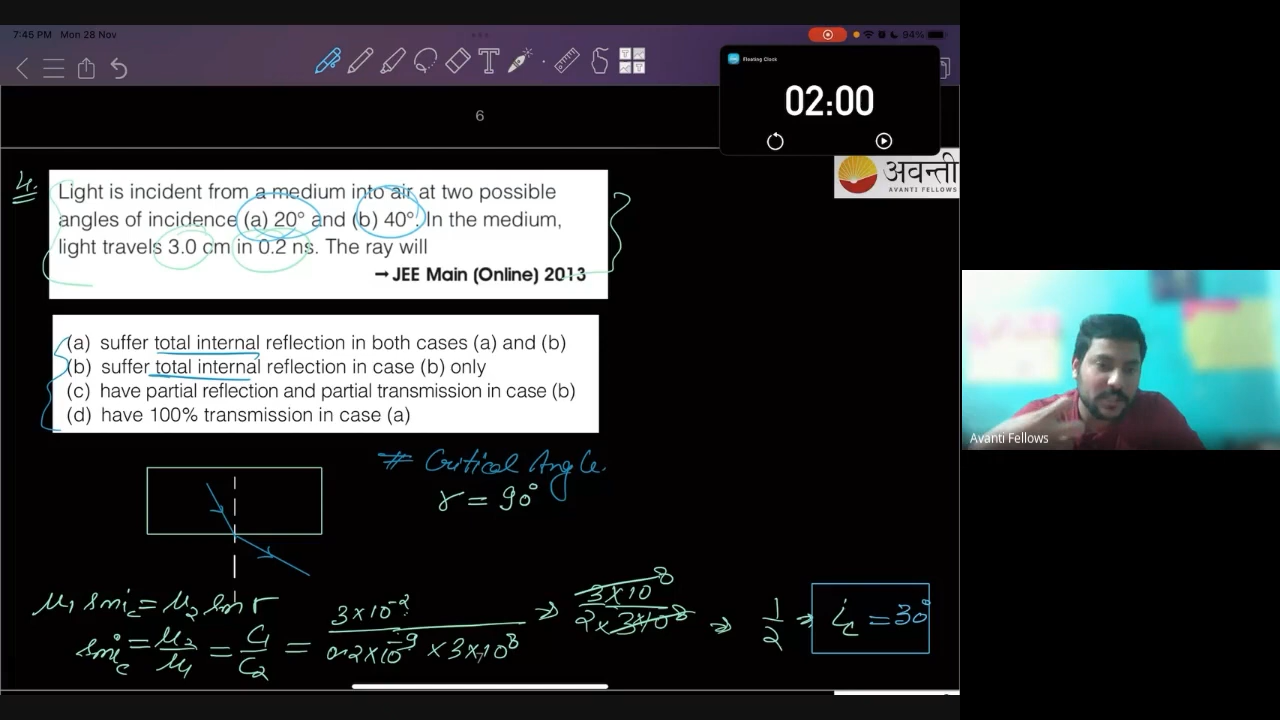 7:45 PM Mon 28 Nov
94%
Floating Clock
02:00
6
अवन्ती
AVANTI FELLOWS
4.
Light is incident from a medium into air at two possible
angles of incidence (a) 20° and (b) 40°. In the medium,
light travels 3.0 cm in 0.2 ns. The ray will
→ JEE Main (Online) 2013
(a) suffer total internal reflection in both cases (a) and (b)
(b) suffer total internal reflection in case (b) only
(c) have partial reflection and partial transmission in case (b)
(d) have 100% transmission in case (a)
# Critical Angle.
r = 90°
μ₁ sin i_c = μ₂ sin r
sin i_c = μ₂/μ₁ = C₁/C₂ = 3×10⁻²/0.2×10⁻⁹ × 3×10⁸ ⇒ 3×10⁸/2×3×10⁸ ⇒ 1/2 ⇒ i_c = 30°
Avanti Fellows